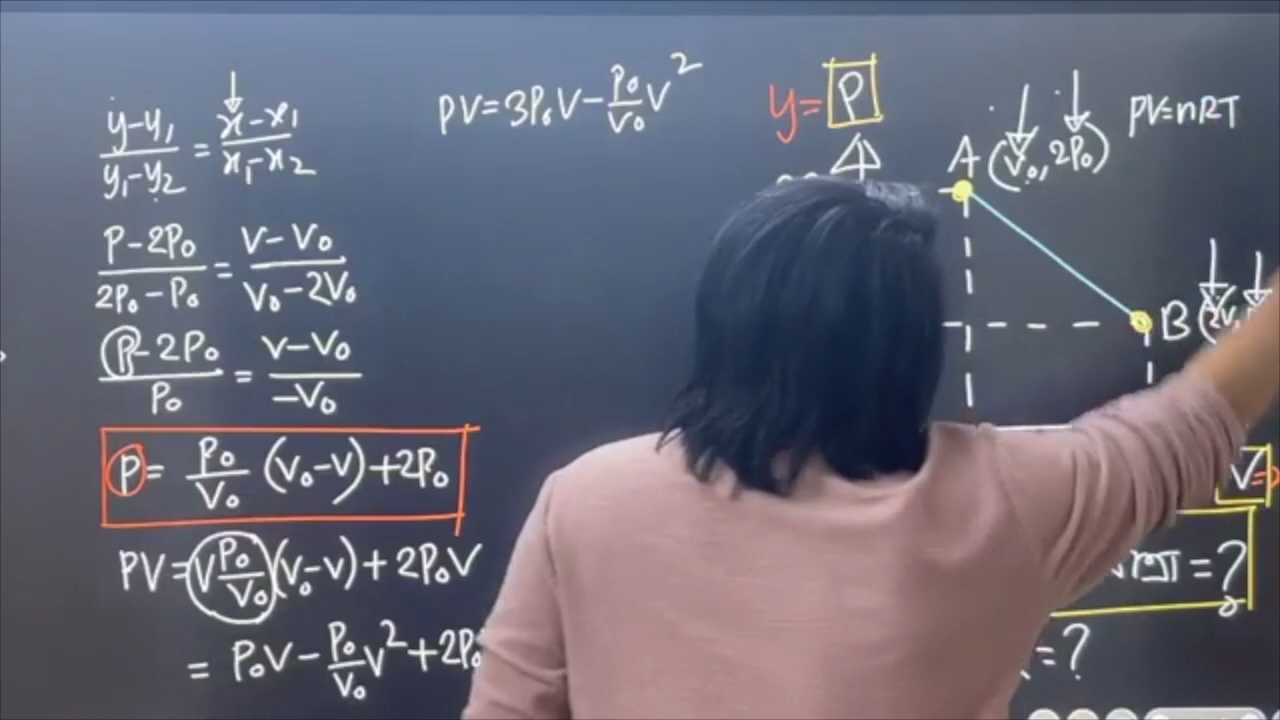 y-y₁/y₁-y₂ = x-x₁/x₁-x₂
P-2P₀/2P₀-P₀ = V-V₀/V₀-2V₀
P-2P₀/P₀ = V-V₀/-V₀
P = P₀/V₀ (V₀-V)+2P₀
PV = V P₀/V₀ (V₀-V)+2P₀V
= P₀V - P₀/V₀ V² + 2P₀
PV = 3P₀V - P₀/V₀ V²
y = P
A (V₀, 2P₀)
PV = nRT
B (2V₀
V =
= ?
= ?